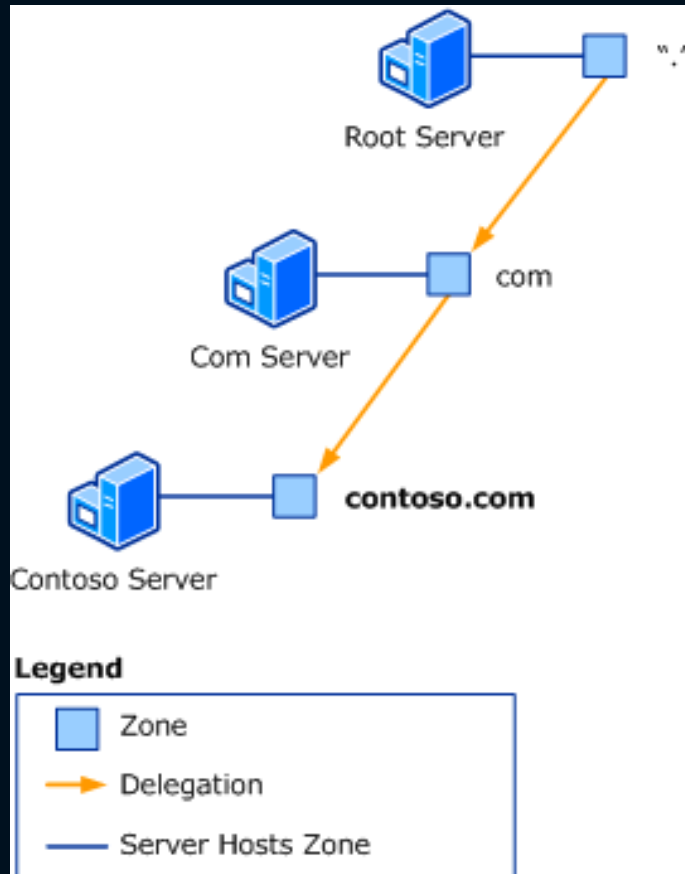 "."
Root Server
com
Com Server
contoso.com
Contoso Server
Legend
Zone
Delegation
Server Hosts Zone